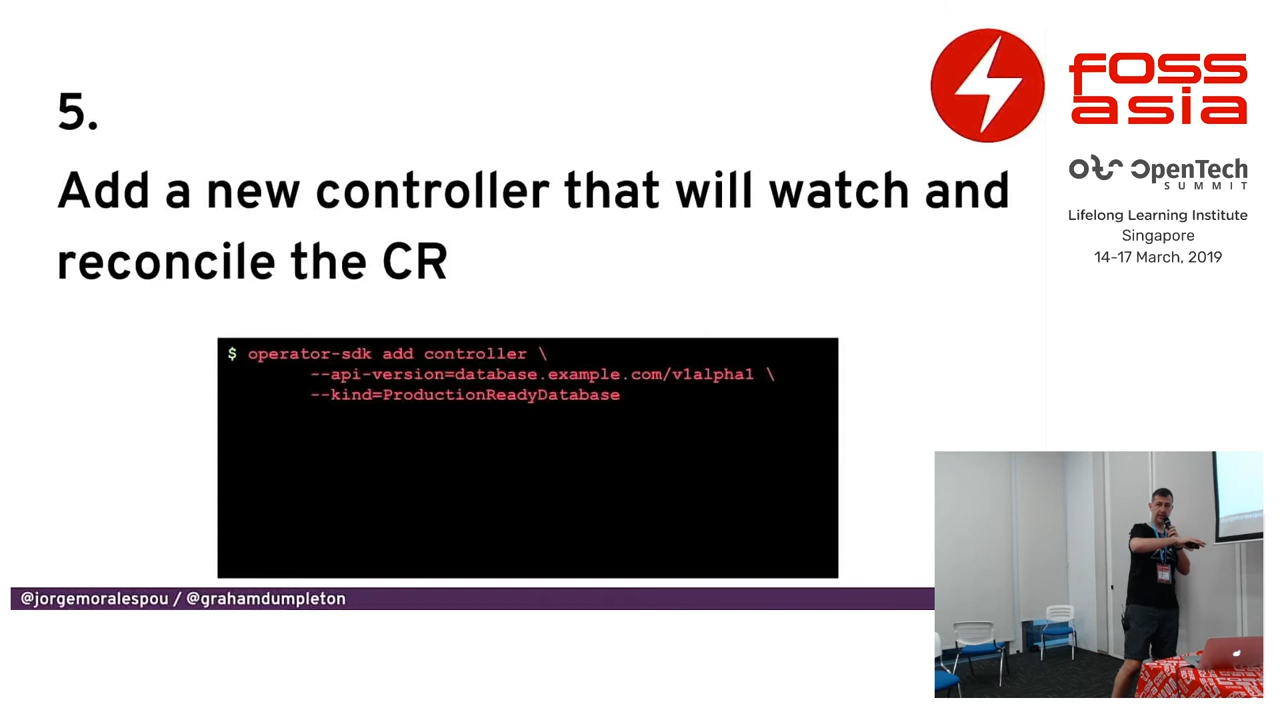 5.
Add a new controller that will watch and
reconcile the CR
$ operator-sdk add controller \
--api-version=database.example.com/v1alpha1 \
--kind=ProductionReadyDatabase
@jorgemoralespou / @grahamdumpleton
FOSS
asia
OpenTech
SUMMIT
Lifelong Learning Institute
Singapore
14-17 March, 2019